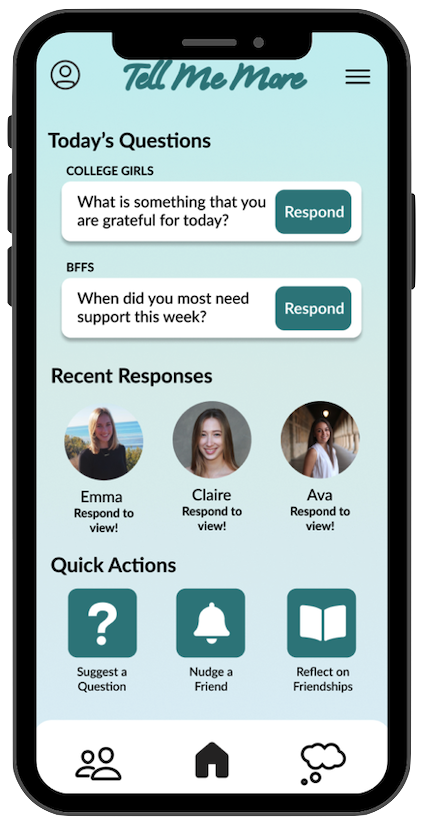 Tell Me More
Today's Questions
COLLEGE GIRLS
What is something that you
are grateful for today?
Respond
BFFS
When did you most need
support this week?
Respond
Recent Responses
Emma
Respond to
view!
Claire
Respond to
view!
Ava
Respond to
view!
Quick Actions
?
Suggest a
Question
Nudge a
Friend
Reflect on
Friendships